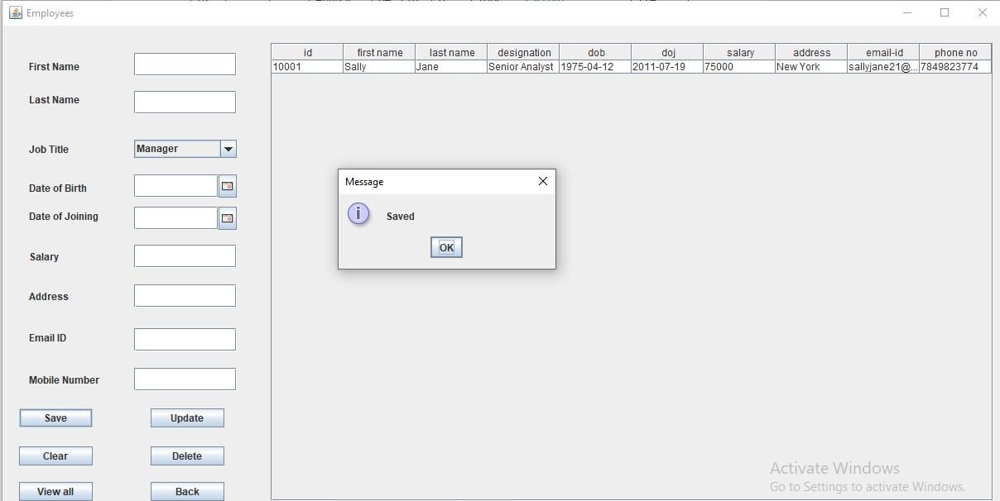 Employees
First Name
Last Name
Job Title
Manager
Date of Birth
Date of Joining
Salary
Address
Email ID
Mobile Number
Save Update
Clear Delete
View all Back
id first name last name designation dob doj salary address email-id phone no
10001 Sally Jane Senior Analyst 1975-04-12 2011-07-19 75000 New York sallyjane21@... 7849823774
Message
Saved
OK
Activate Windows
Go to Settings to activate Windows.